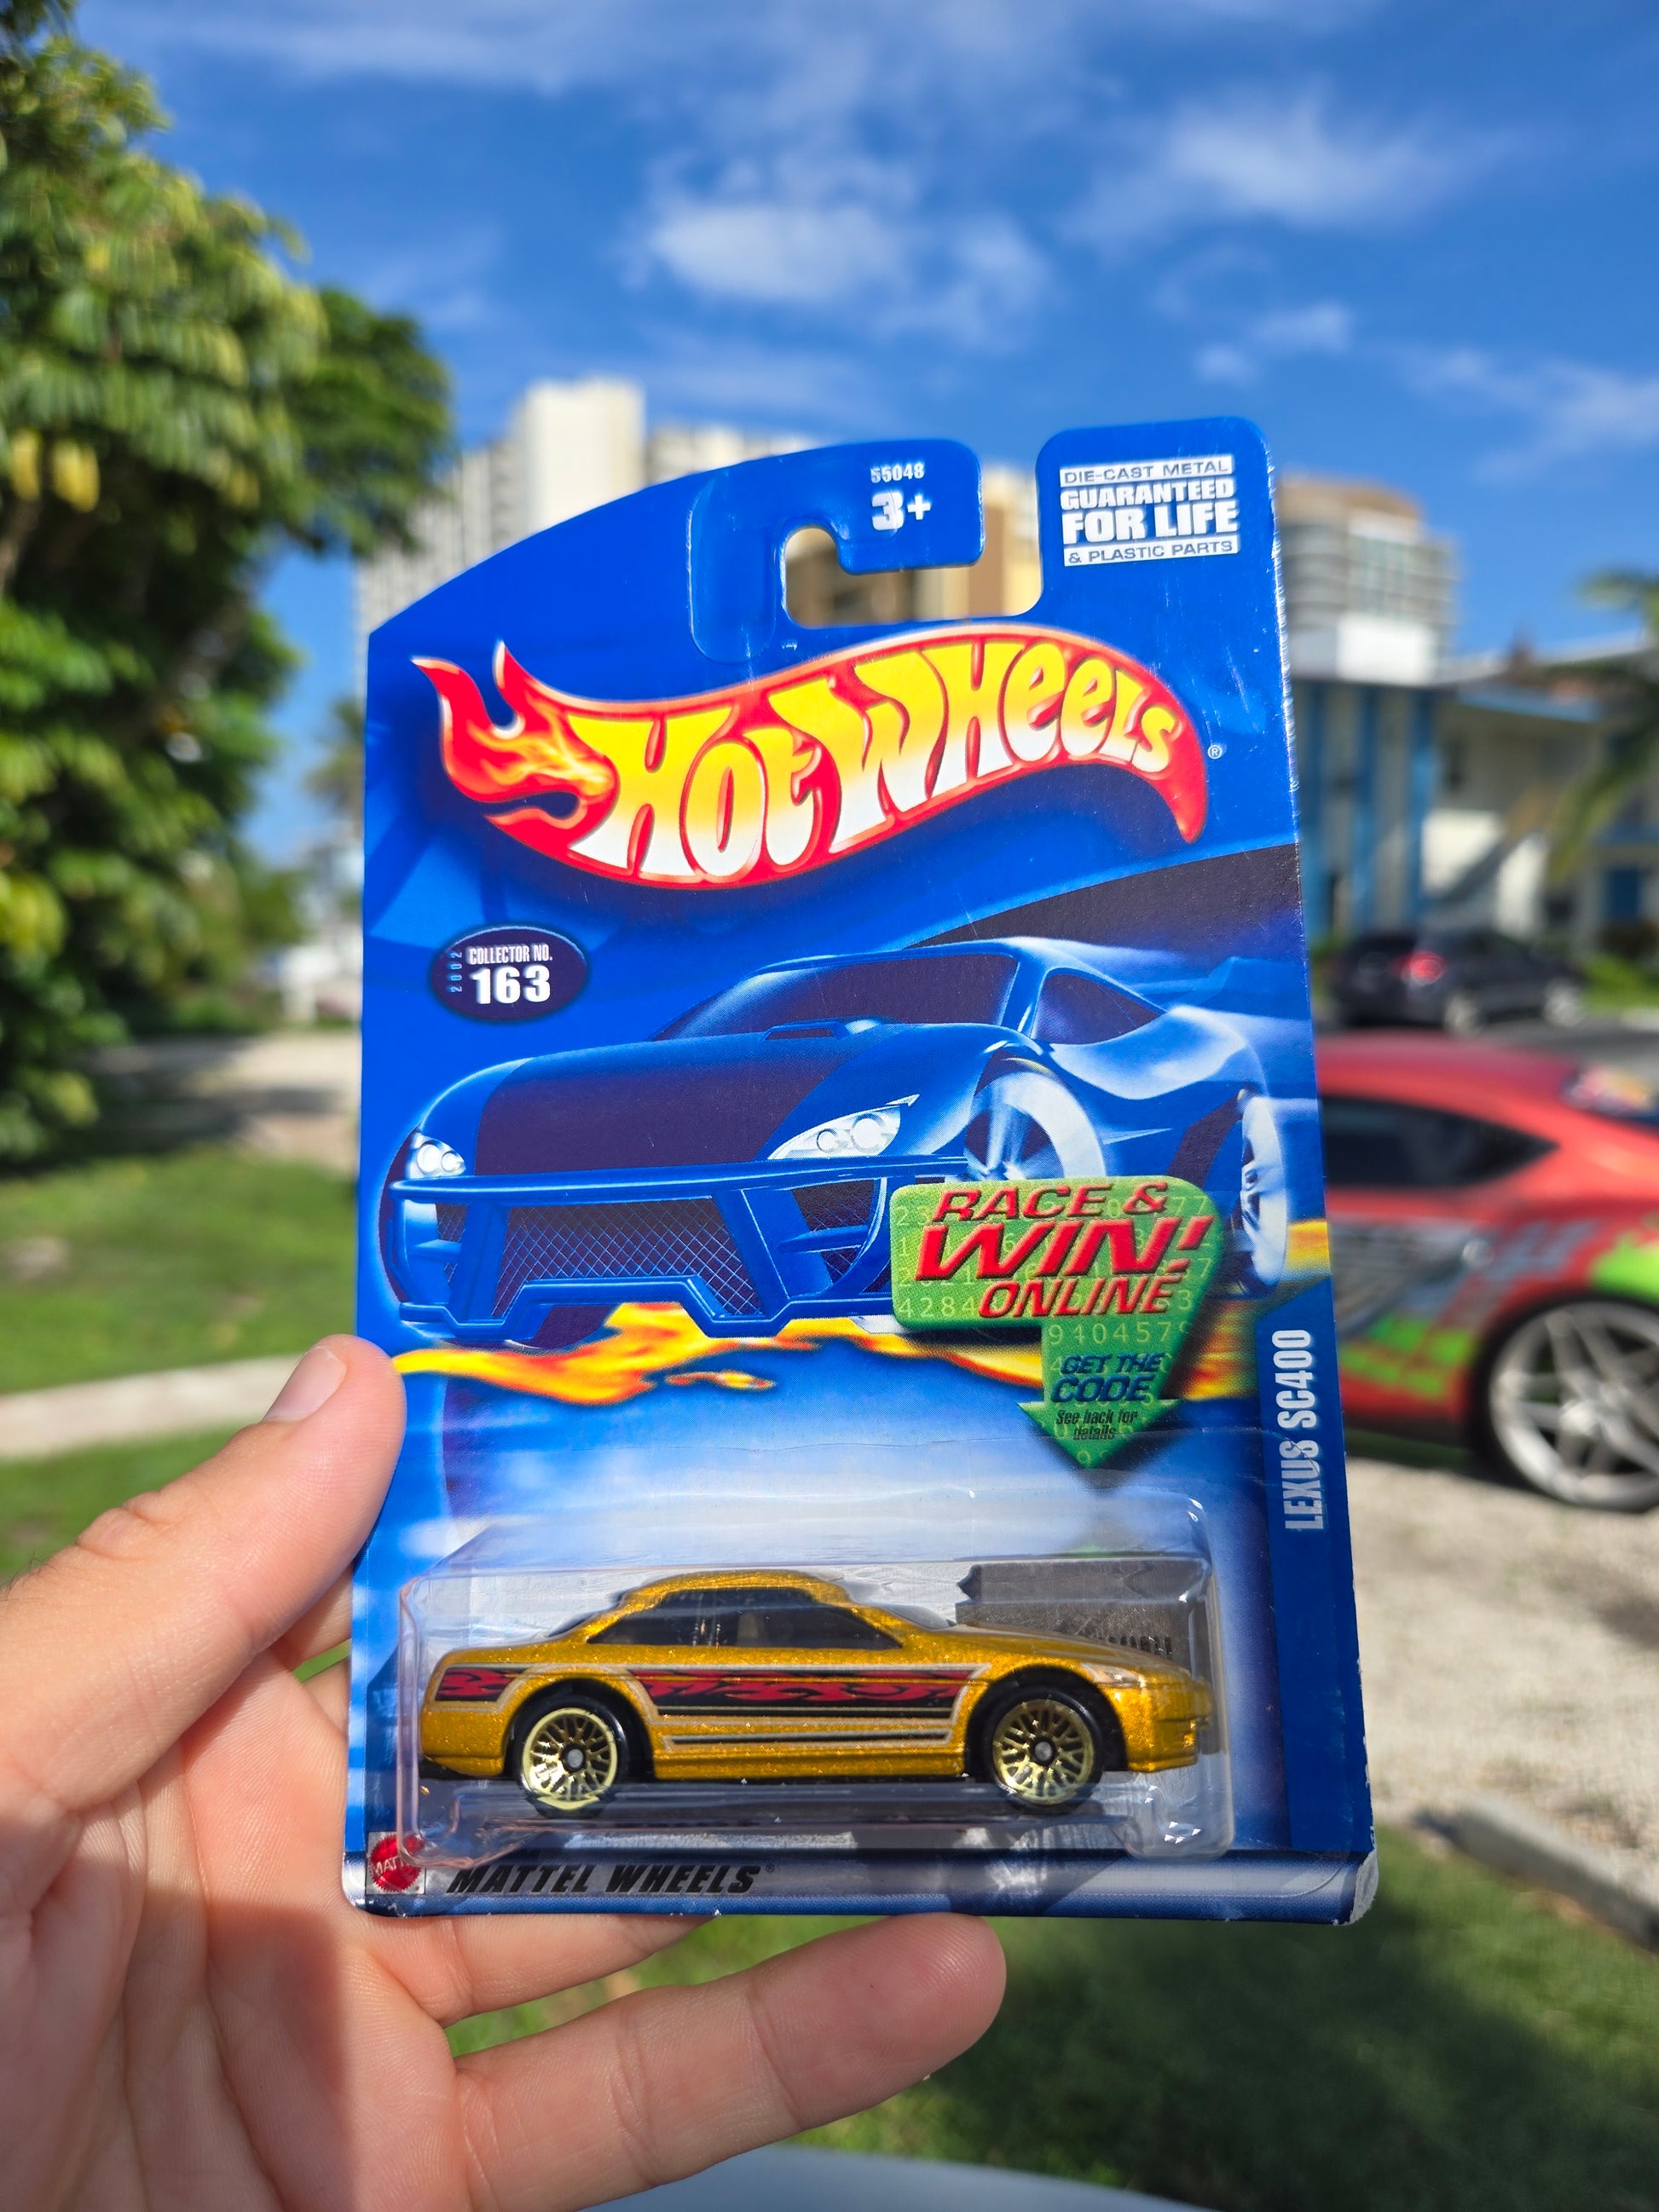 55048
3+
DIE-CAST METAL
GUARANTEED
FOR LIFE
& PLASTIC PARTS
HOT WHEELS®
2002
COLLECTOR NO.
163
RACE &
WIN!
ONLINE
GET THE
CODE
See back for
details
LEXUS SC400
MATTEL WHEELS®